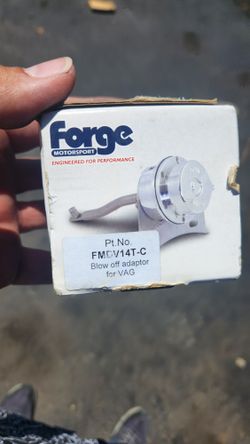 Forge
MOTORSPORT
ENGINEERED FOR PERFORMANCE
Pt.No.
FMDV14T-C
Blow off adaptor
for VAG